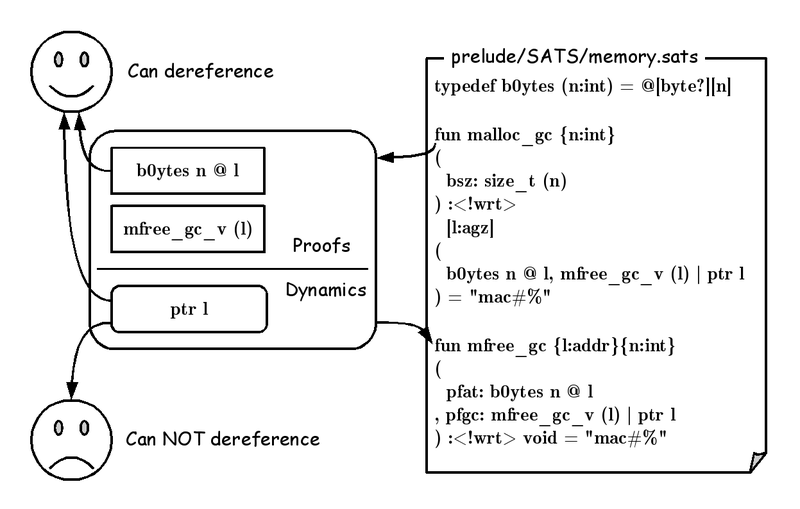 Can dereference
b0ytes n @ l
mfree_gc_v (l)
Proofs
Dynamics
ptr l
Can NOT dereference
prelude/SATS/memory.sats
typedef b0ytes (n:int) = @[byte?][n]
fun malloc_gc {n:int}
(
bsz: size_t (n)
) :<!wrt>
[l:agz]
(
b0ytes n @ l, mfree_gc_v (l) | ptr l
) = "mac#%"
fun mfree_gc {l:addr}{n:int}
(
pfat: b0ytes n @ l
, pfgc: mfree_gc_v (l) | ptr l
) :<!wrt> void = "mac#%"